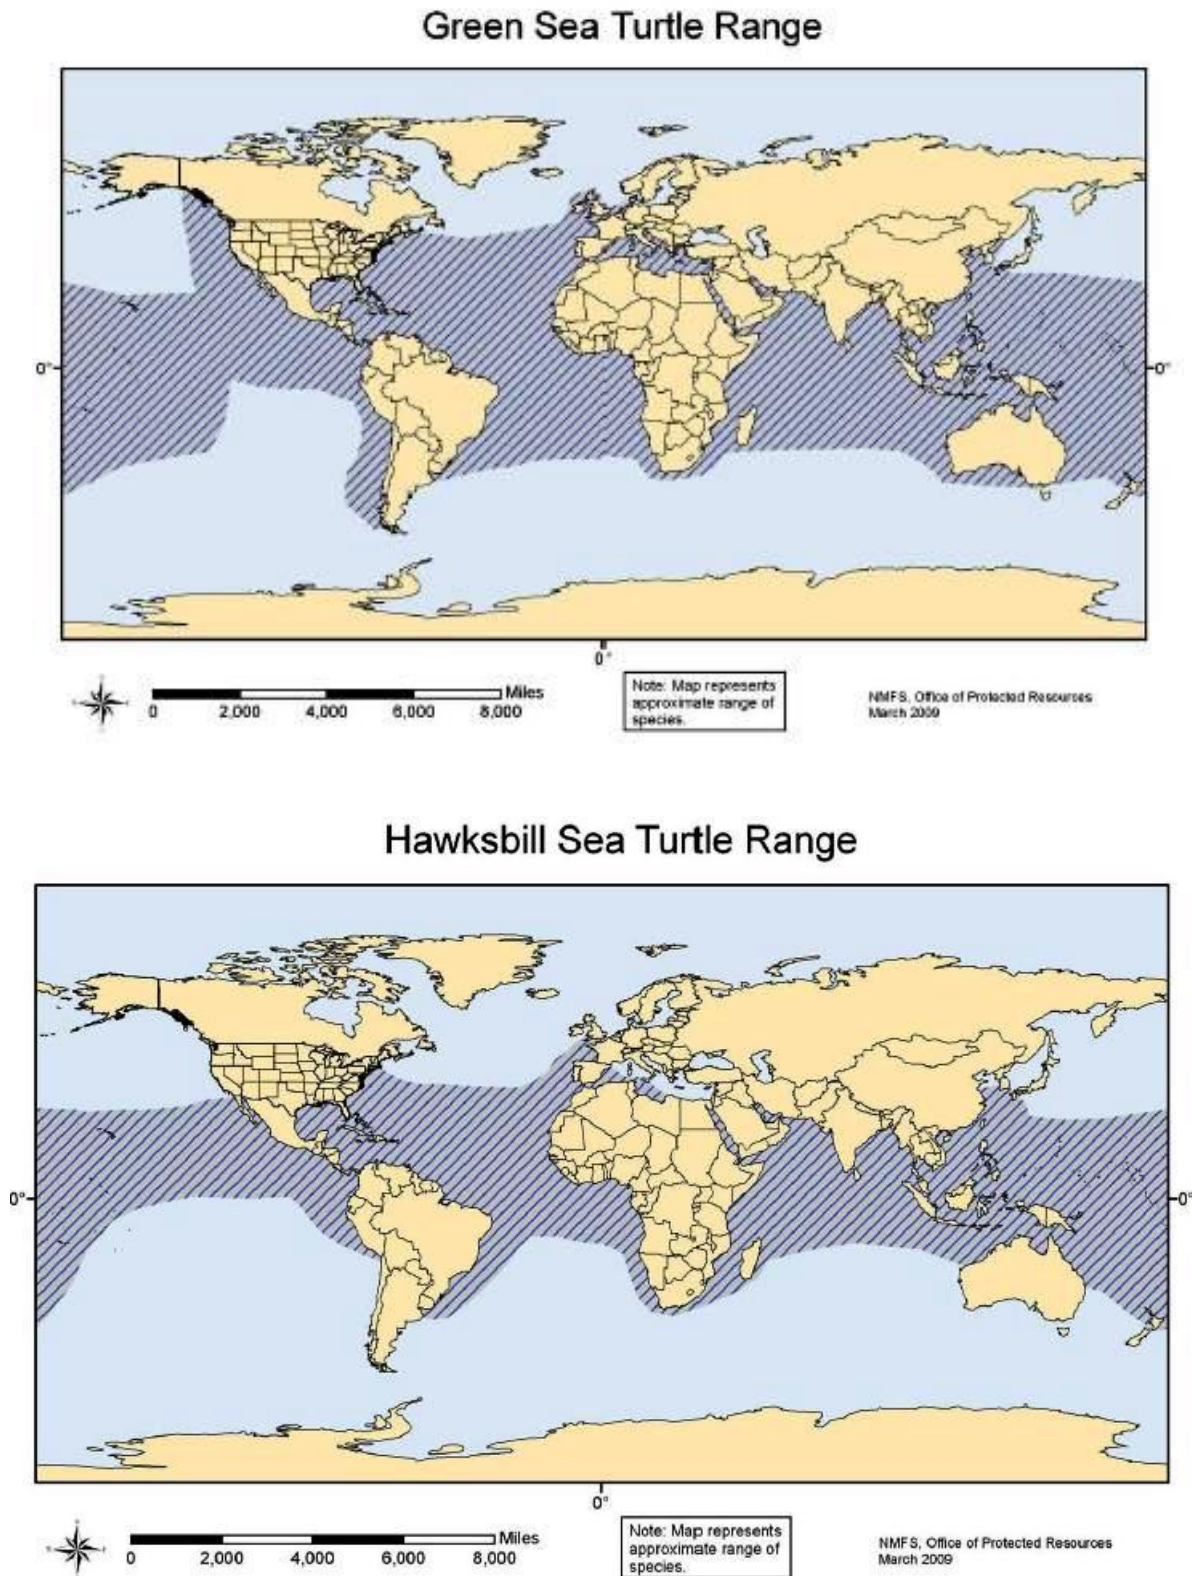 Green Sea Turtle Range
0°
0°
0°
Miles
0 2,000 4,000 6,000 8,000
Note: Map represents
approximate range of
species.
NMFS, Office of Protected Resources
March 2009
Hawksbill Sea Turtle Range
0°
0°
0°
Miles
0 2,000 4,000 6,000 8,000
Note: Map represents
approximate range of
species.
NMFS, Office of Protected Resources
March 2009